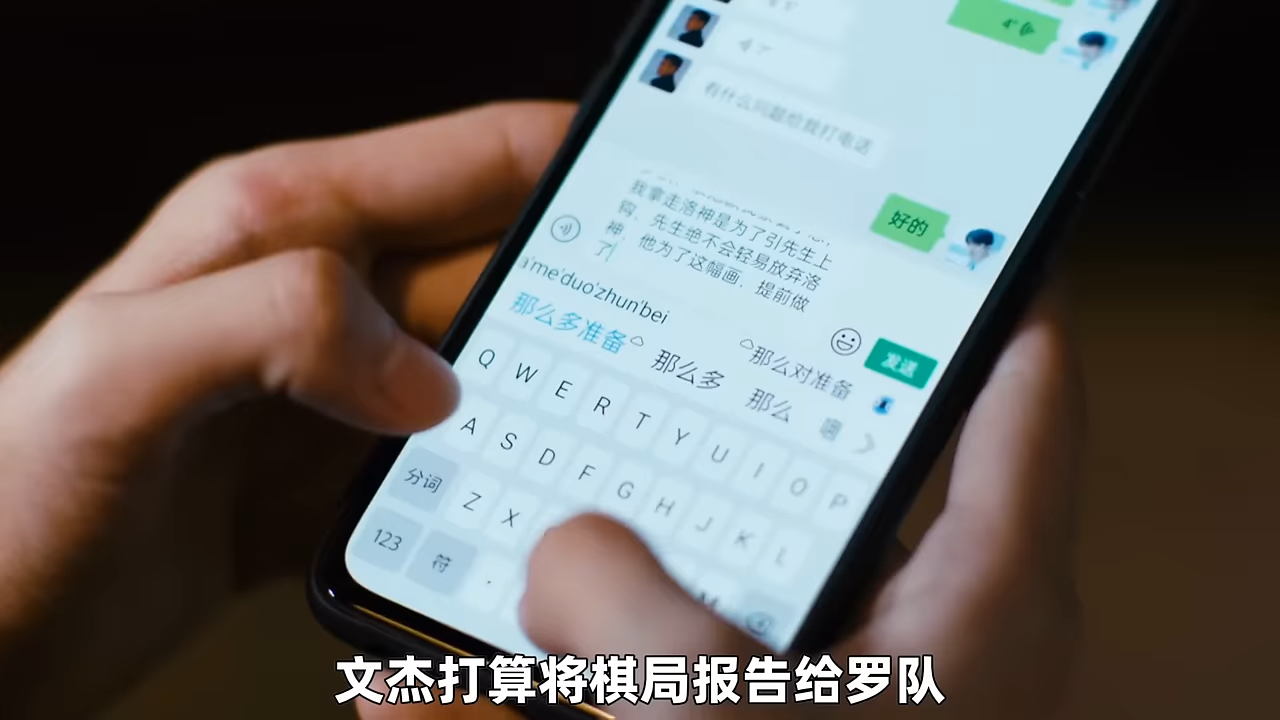 4"
7"
有什么问题给我打电话
好的
我拿走洛神是为了引先生上
钩，先生绝不会轻易放弃洛
神，他为了这幅画，提前做
了
a'me'duo'zhun'bei
那么多准备
那么多
那么对准备
那么
嗯
发送
Q W E R T Y U I O P
A S D F G H J K L
分词 Z X M
123 符
文杰打算将棋局报告给罗队